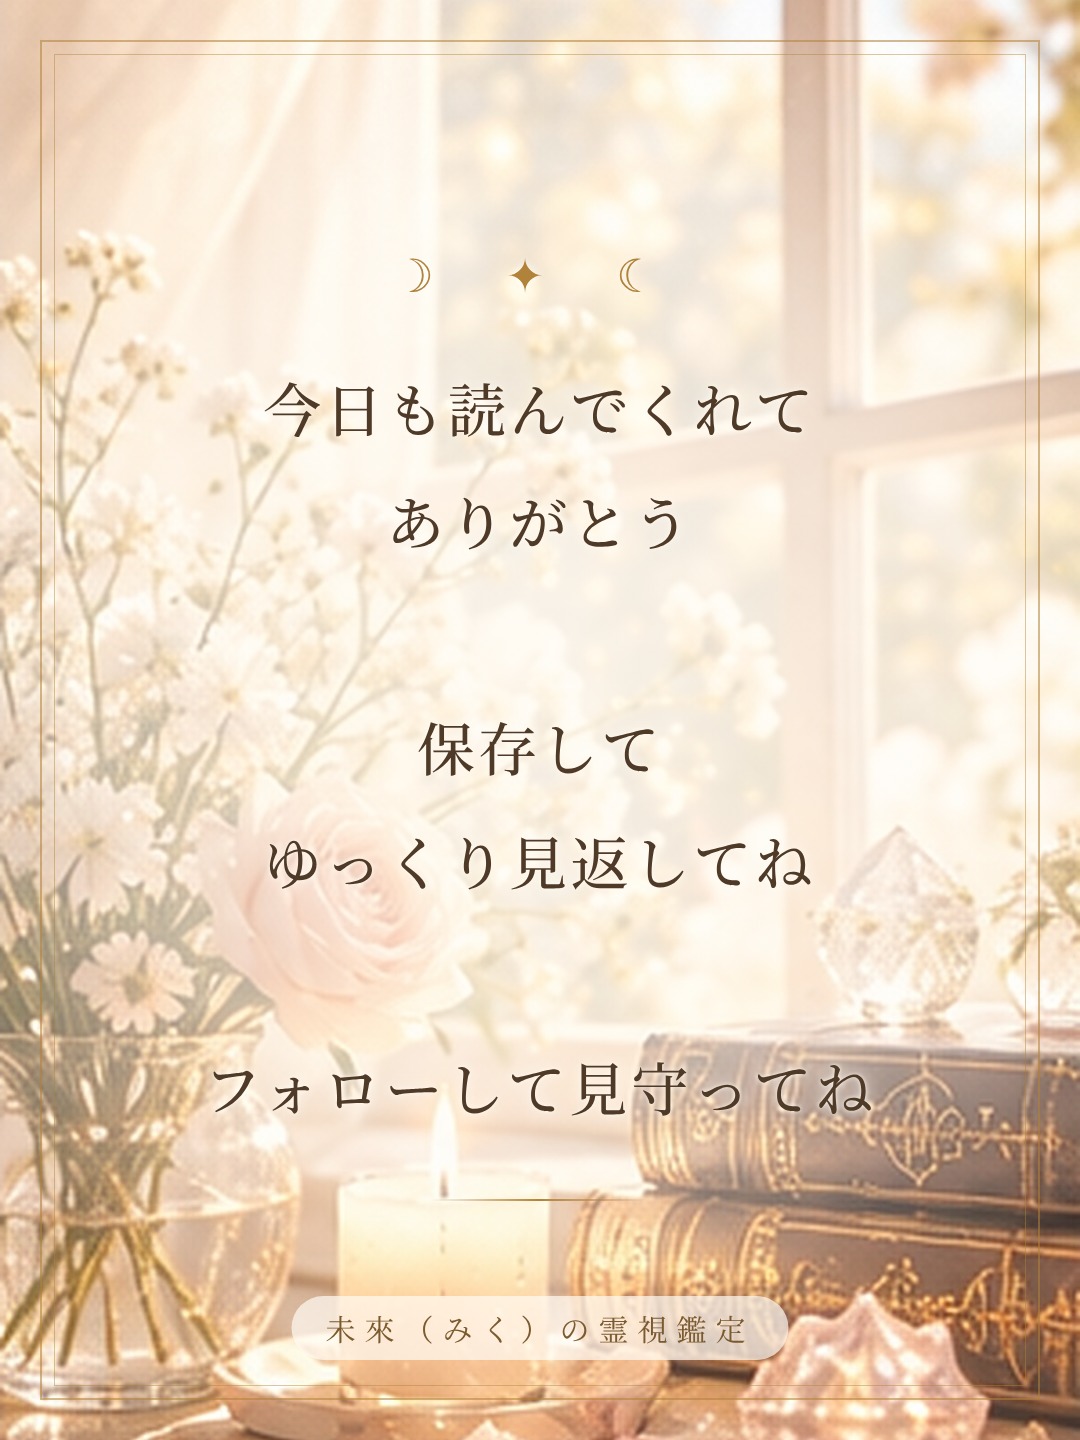 ☽ ✦ ☾
今日も読んでくれて
ありがとう
保存して
ゆっくり見返してね
フォローして見守ってね
未來（みく）の霊視鑑定